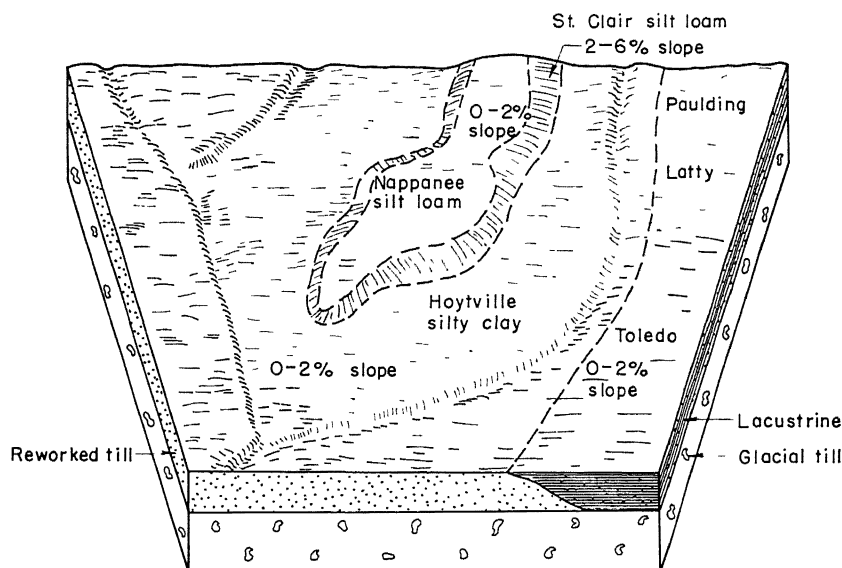 St. Clair silt loam
2-6% slope
Paulding
0-2%
slope
Latty
Nappanee
silt loam
Hoytville
silty clay
Toledo
0-2% slope
0-2%
slope
Lacustrine
Reworked till
Glacial till